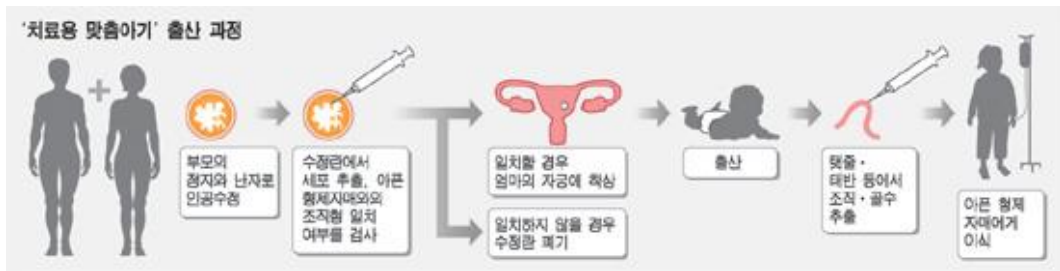 ‘치료용 맞춤아기’ 출산 과정
부모의
정자와 난자로
인공수정
수정란에서
세포 추출, 아픈
형제자매와의
조직형 일치
여부를 검사
일치할 경우
엄마의 자궁에 착상
일치하지 않을 경우
수정란 폐기
출산
탯줄·
태반 등에서
조직·골수
추출
아픈 형제
자매에게
이식